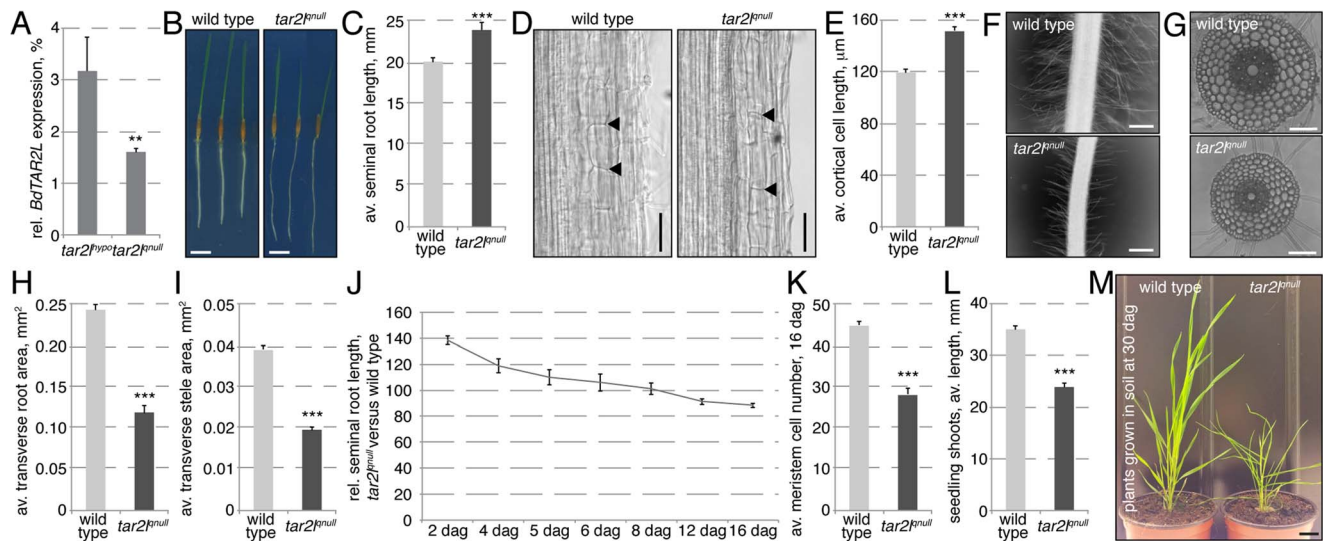 A
rel. BdTAR2L expression, %
4
3
2
1
0
tar2l^hypo tar2l^qnull
**
B
wild type tar2l^qnull
C
av. seminal root length, mm
25
20
15
10
5
0
***
wild type
tar2l^qnull
D
wild type tar2l^qnull
E
av. cortical cell length, µm
160
120
80
40
0
***
wild type
tar2l^qnull
F
wild type
tar2l^qnull
G
wild type
tar2l^qnull
H
av. transverse root area, mm²
0.25
0.20
0.15
0.10
0.05
0.00
***
wild type
tar2l^qnull
I
av. transverse stele area, mm²
0.05
0.04
0.03
0.02
0.01
0
***
wild type
tar2l^qnull
J
rel. seminal root length,
tar2l^qnull versus wild type
160
140
120
100
80
60
40
20
0
2 dag 4 dag 5 dag 6 dag 8 dag 12 dag 16 dag
K
av. meristem cell number, 16 dag
50
40
30
20
10
0
***
wild type
tar2l^qnull
L
seedling shoots, av. length, mm
40
30
20
10
0
***
wild type
tar2l^qnull
M
wild type tar2l^qnull
plants grown in soil at 30 dag